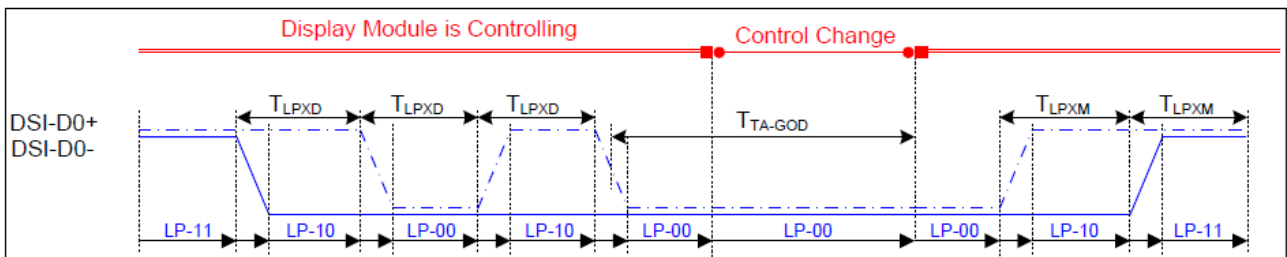 Display Module is Controlling Control Change
TLPXD TLPXD TLPXD TTA-GOD TLPXM TLPXM
DSI-D0+
DSI-D0-
LP-11 LP-10 LP-00 LP-10 LP-00 LP-00 LP-00 LP-10 LP-11